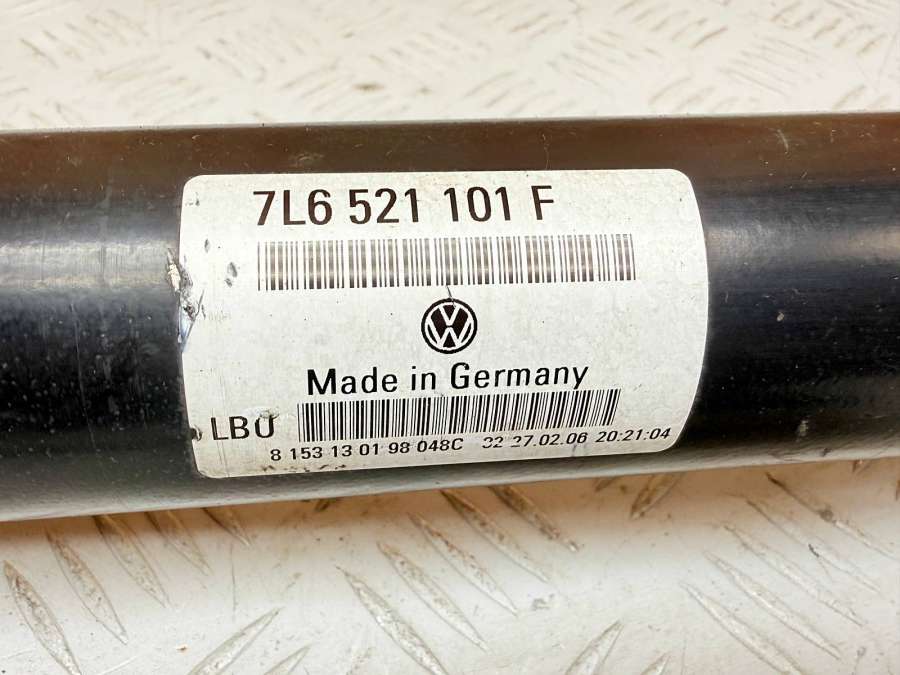 7L6 521 101 F
Made in Germany
LBU
8 153 13 01 98 048C 27.02.06 20:21:04